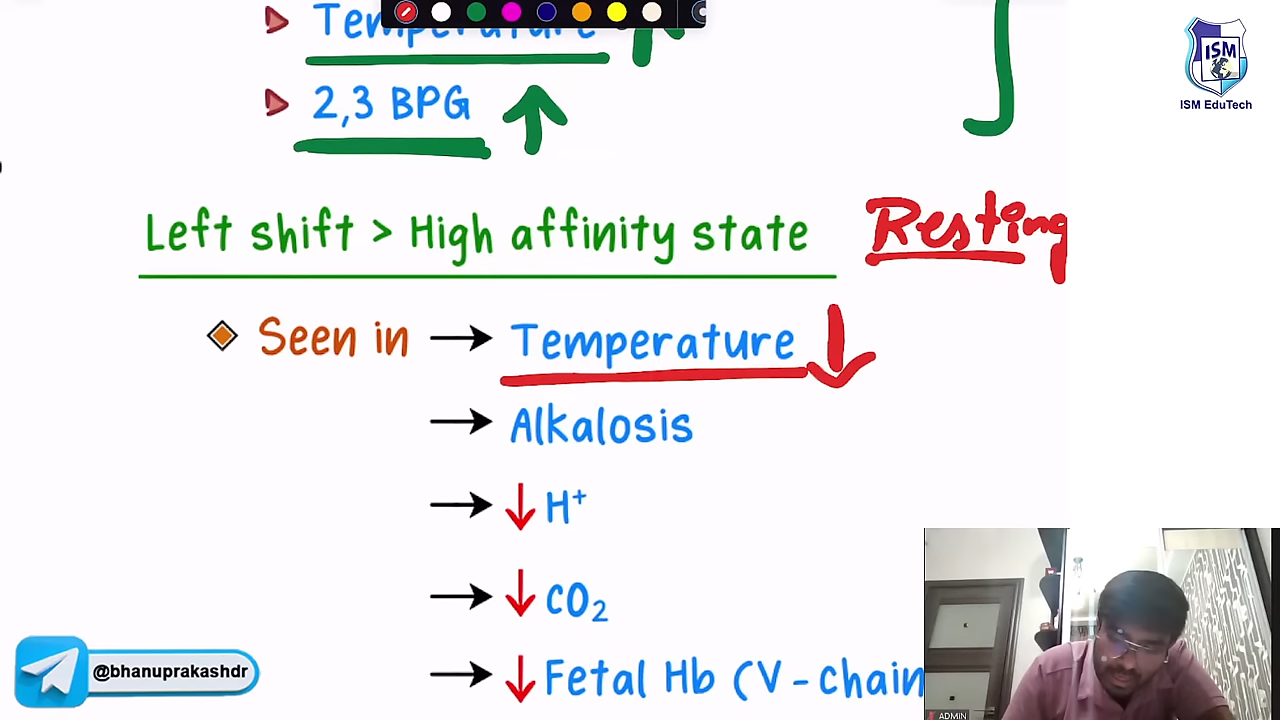 Temperature
2,3 BPG ↑
ISM
ISM EduTech
Left shift > High affinity state Resting
Seen in → Temperature ↓
→ Alkalosis
→ ↓ H⁺
→ ↓ CO₂
→ ↓ Fetal Hb (V-chain
@bhanuprakashdr
ADMIN